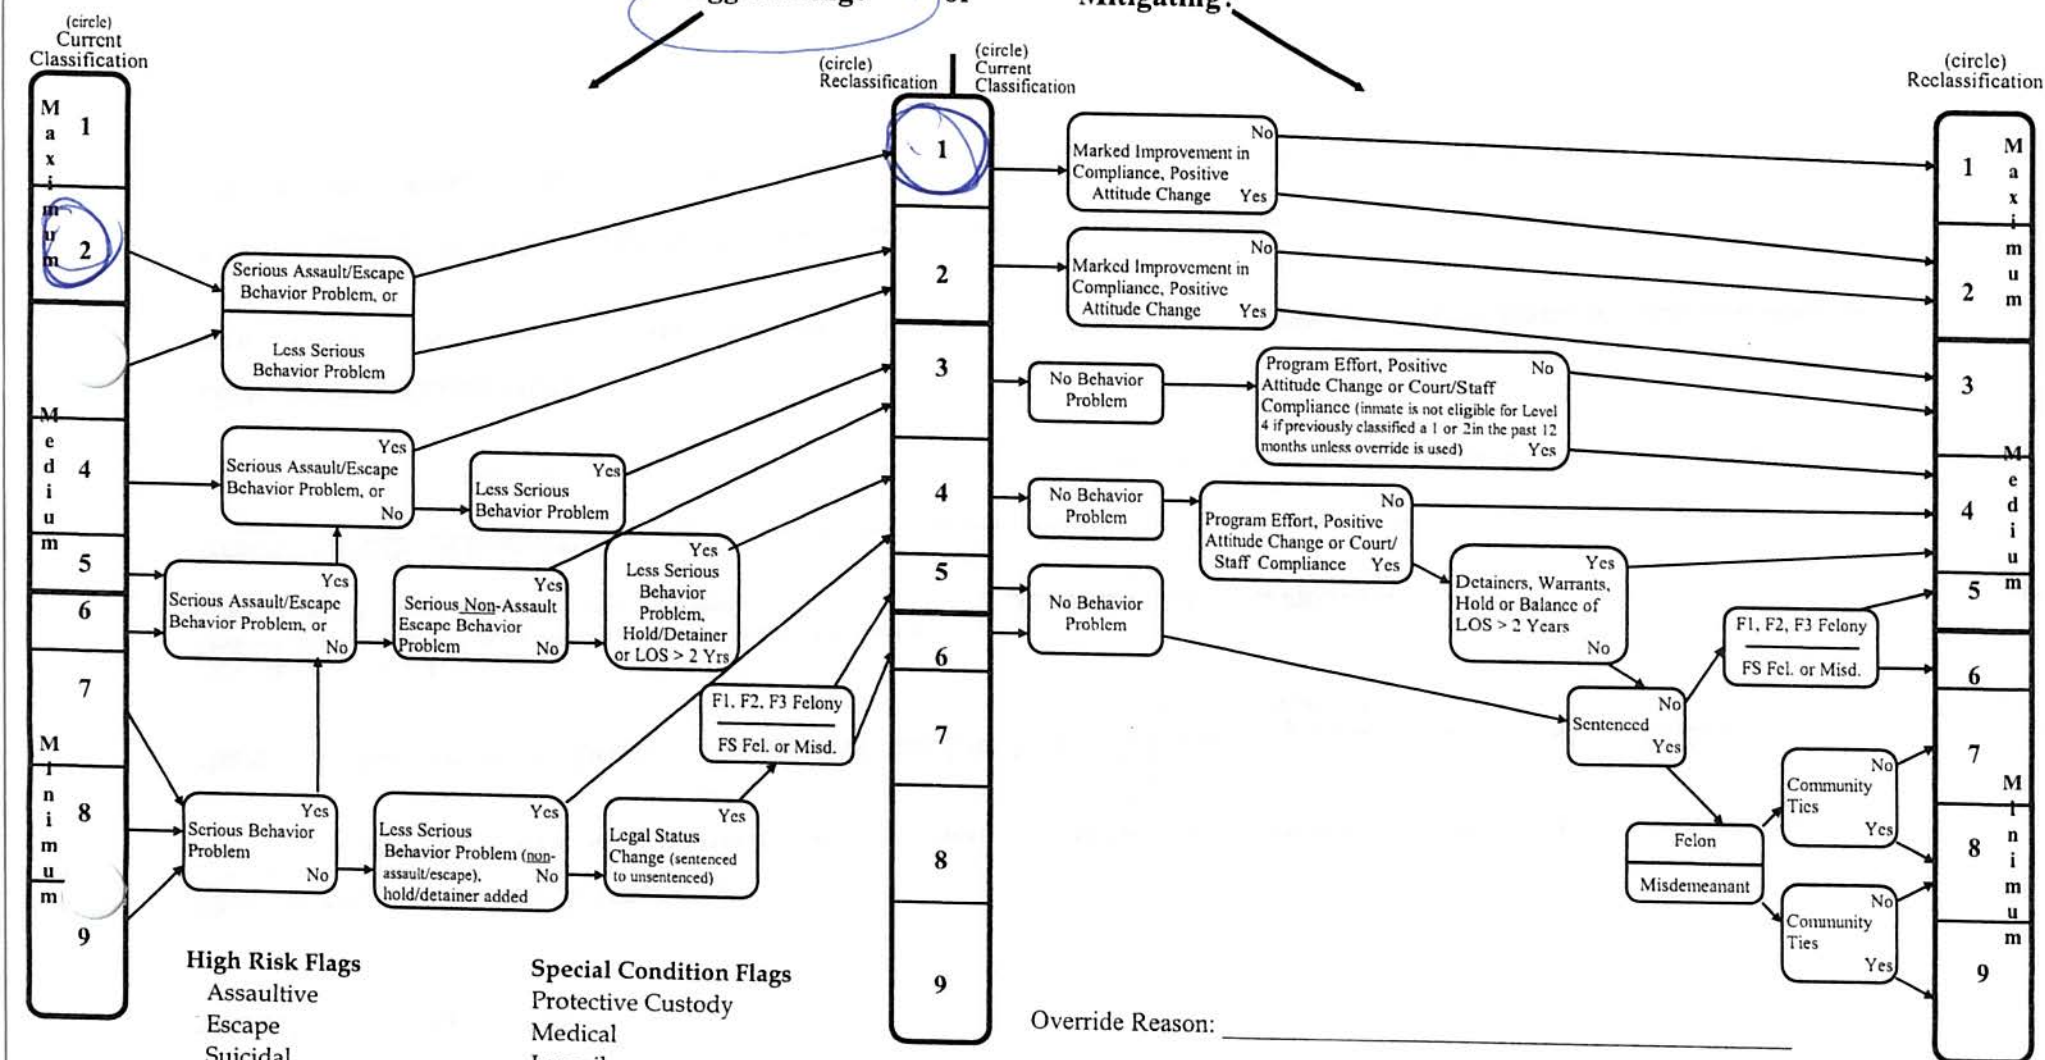 or Mitigating?
(circle)
Current
Classification
(circle)
Reclassification
(circle)
Current
Classification
(circle)
Reclassification
Maximum
1
2
Medium
4
5
6
7
Minimum
8
9
Serious Assault/Escape
Behavior Problem, or
Less Serious
Behavior Problem
Yes
Serious Assault/Escape
Behavior Problem, or
No
Yes
Less Serious
Behavior Problem
Yes
Serious Assault/Escape
Behavior Problem, or
No
Yes
Serious Non-Assault
Escape Behavior
Problem No
Yes
Less Serious
Behavior
Problem,
Hold/Detainer
or LOS > 2 Yrs
F1, F2, F3 Felony
FS Fel. or Misd.
Yes
Serious Behavior
Problem
No
Yes
Less Serious
Behavior Problem (non-
assault/escape), No
hold/detainer added
Yes
Legal Status
Change (sentenced
to unsentenced)
1
2
3
4
5
6
7
8
9
No
Marked Improvement in
Compliance, Positive
Attitude Change Yes
No
Marked Improvement in
Compliance, Positive
Attitude Change Yes
No Behavior
Problem
Program Effort, Positive No
Attitude Change or Court/Staff
Compliance (inmate is not eligible for Level
4 if previously classified a 1 or 2in the past 12
months unless override is used) Yes
No Behavior
Problem
No
Program Effort, Positive
Attitude Change or Court/
Staff Compliance Yes
No Behavior
Problem
Yes
Detainers, Warrants,
Hold or Balance of
LOS > 2 Years
No
F1, F2, F3 Felony
FS Fel. or Misd.
No
Sentenced
Yes
Felon
Misdemeanant
No
Community
Ties
Yes
No
Community
Ties
Yes
Maximum
1
2
3
Medium
4
5
6
7
Minimum
8
9
High Risk Flags
Assaultive
Escape
Suicidal
Special Condition Flags
Protective Custody
Medical
Override Reason: